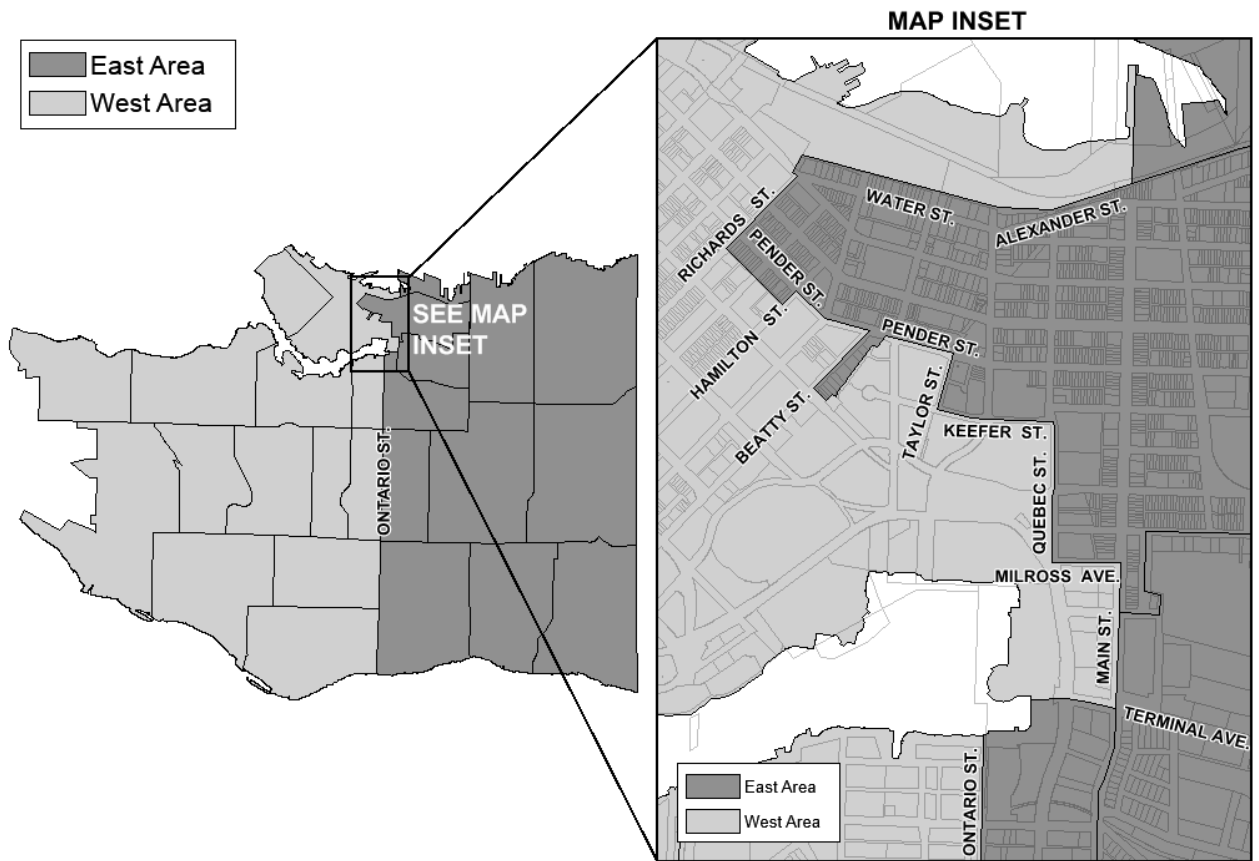 MAP INSET
East Area
West Area
SEE MAP
INSET
ONTARIO ST.
WATER ST.
ALEXANDER ST.
RICHARDS ST.
PENDER ST.
HAMILTON ST.
PENDER ST.
BEATTY ST.
TAYLOR ST.
KEEFER ST.
QUEBEC ST.
MILROSS AVE.
MAIN ST.
TERMINAL AVE.
ONTARIO ST.
East Area
West Area